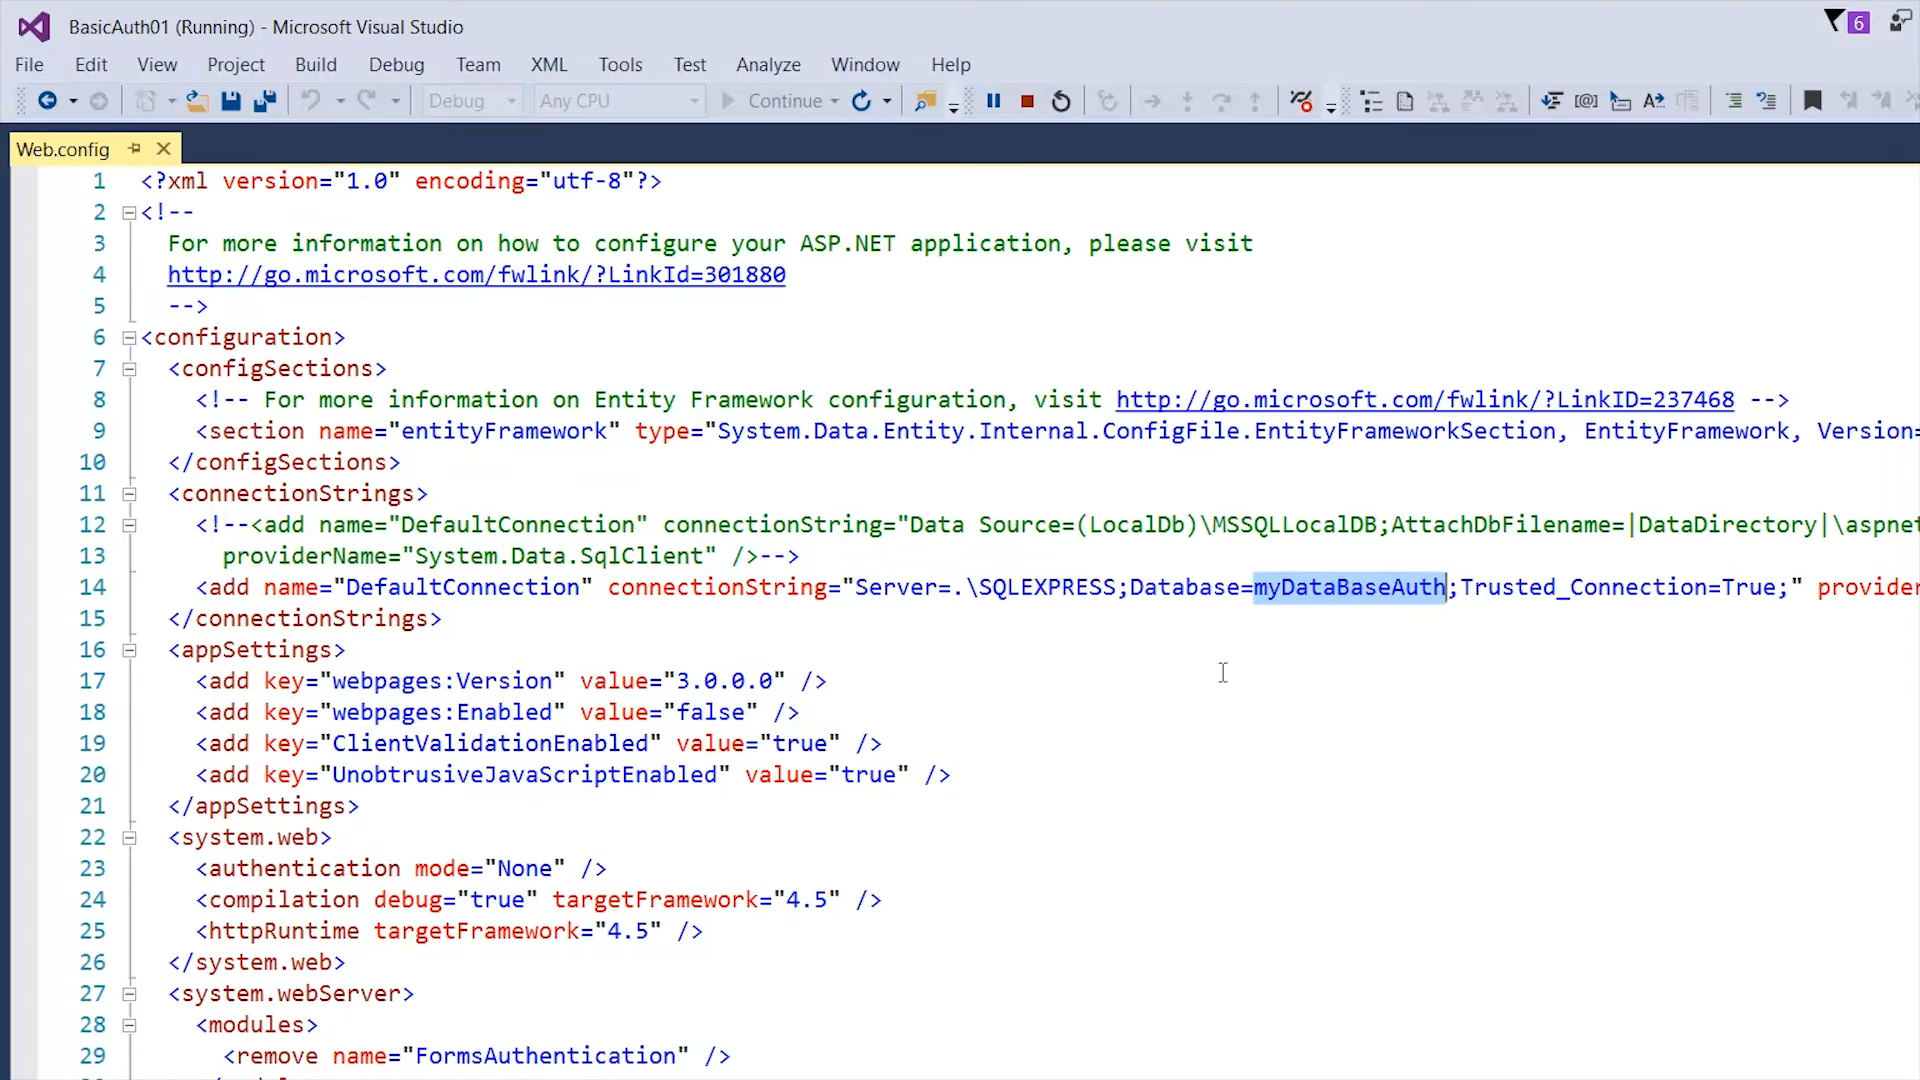 BasicAuth01 (Running) - Microsoft Visual Studio
6
File Edit View Project Build Debug Team XML Tools Test Analyze Window Help
Debug Any CPU Continue
Web.config
1 <?xml version="1.0" encoding="utf-8"?>
2 <!--
3 For more information on how to configure your ASP.NET application, please visit
4 http://go.microsoft.com/fwlink/?LinkId=301880
5 -->
6 <configuration>
7 <configSections>
8 <!-- For more information on Entity Framework configuration, visit http://go.microsoft.com/fwlink/?LinkID=237468 -->
9 <section name="entityFramework" type="System.Data.Entity.Internal.ConfigFile.EntityFrameworkSection, EntityFramework, Version=
10 </configSections>
11 <connectionStrings>
12 <!--<add name="DefaultConnection" connectionString="Data Source=(LocalDb)\MSSQLLocalDB;AttachDbFilename=|DataDirectory|\aspnet
13 providerName="System.Data.SqlClient" />-->
14 <add name="DefaultConnection" connectionString="Server=.\SQLEXPRESS;Database=myDataBaseAuth;Trusted_Connection=True;" provider
15 </connectionStrings>
16 <appSettings>
17 <add key="webpages:Version" value="3.0.0.0" />
18 <add key="webpages:Enabled" value="false" />
19 <add key="ClientValidationEnabled" value="true" />
20 <add key="UnobtrusiveJavaScriptEnabled" value="true" />
21 </appSettings>
22 <system.web>
23 <authentication mode="None" />
24 <compilation debug="true" targetFramework="4.5" />
25 <httpRuntime targetFramework="4.5" />
26 </system.web>
27 <system.webServer>
28 <modules>
29 <remove name="FormsAuthentication" />